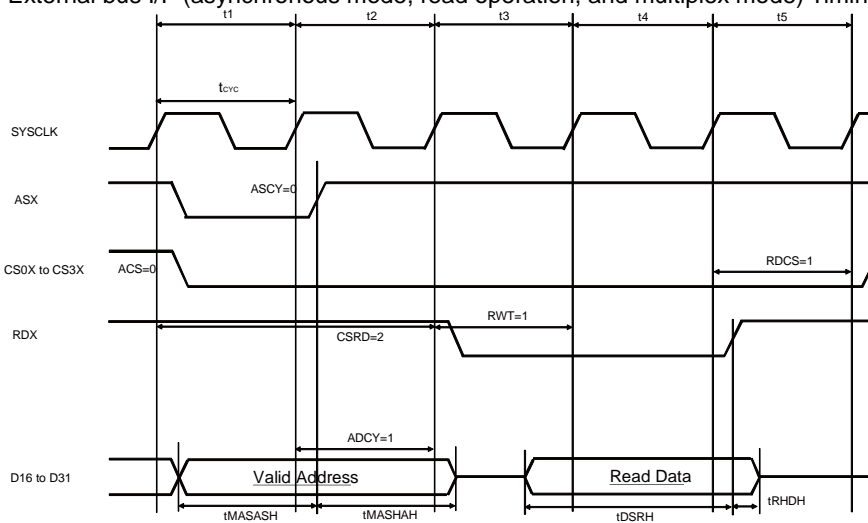 External bus I/F (asynchronous mode, read operation, and multiplex mode) Timin
t1 t2 t3 t4 t5
tCYC
SYSCLK
ASX
ASCY=0
CS0X to CS3X
ACS=0
RDCS=1
RDX
RWT=1
CSRD=2
ADCY=1
D16 to D31
Valid Address
Read Data
tRHDH
tMASASH
tMASHAH
tDSRH